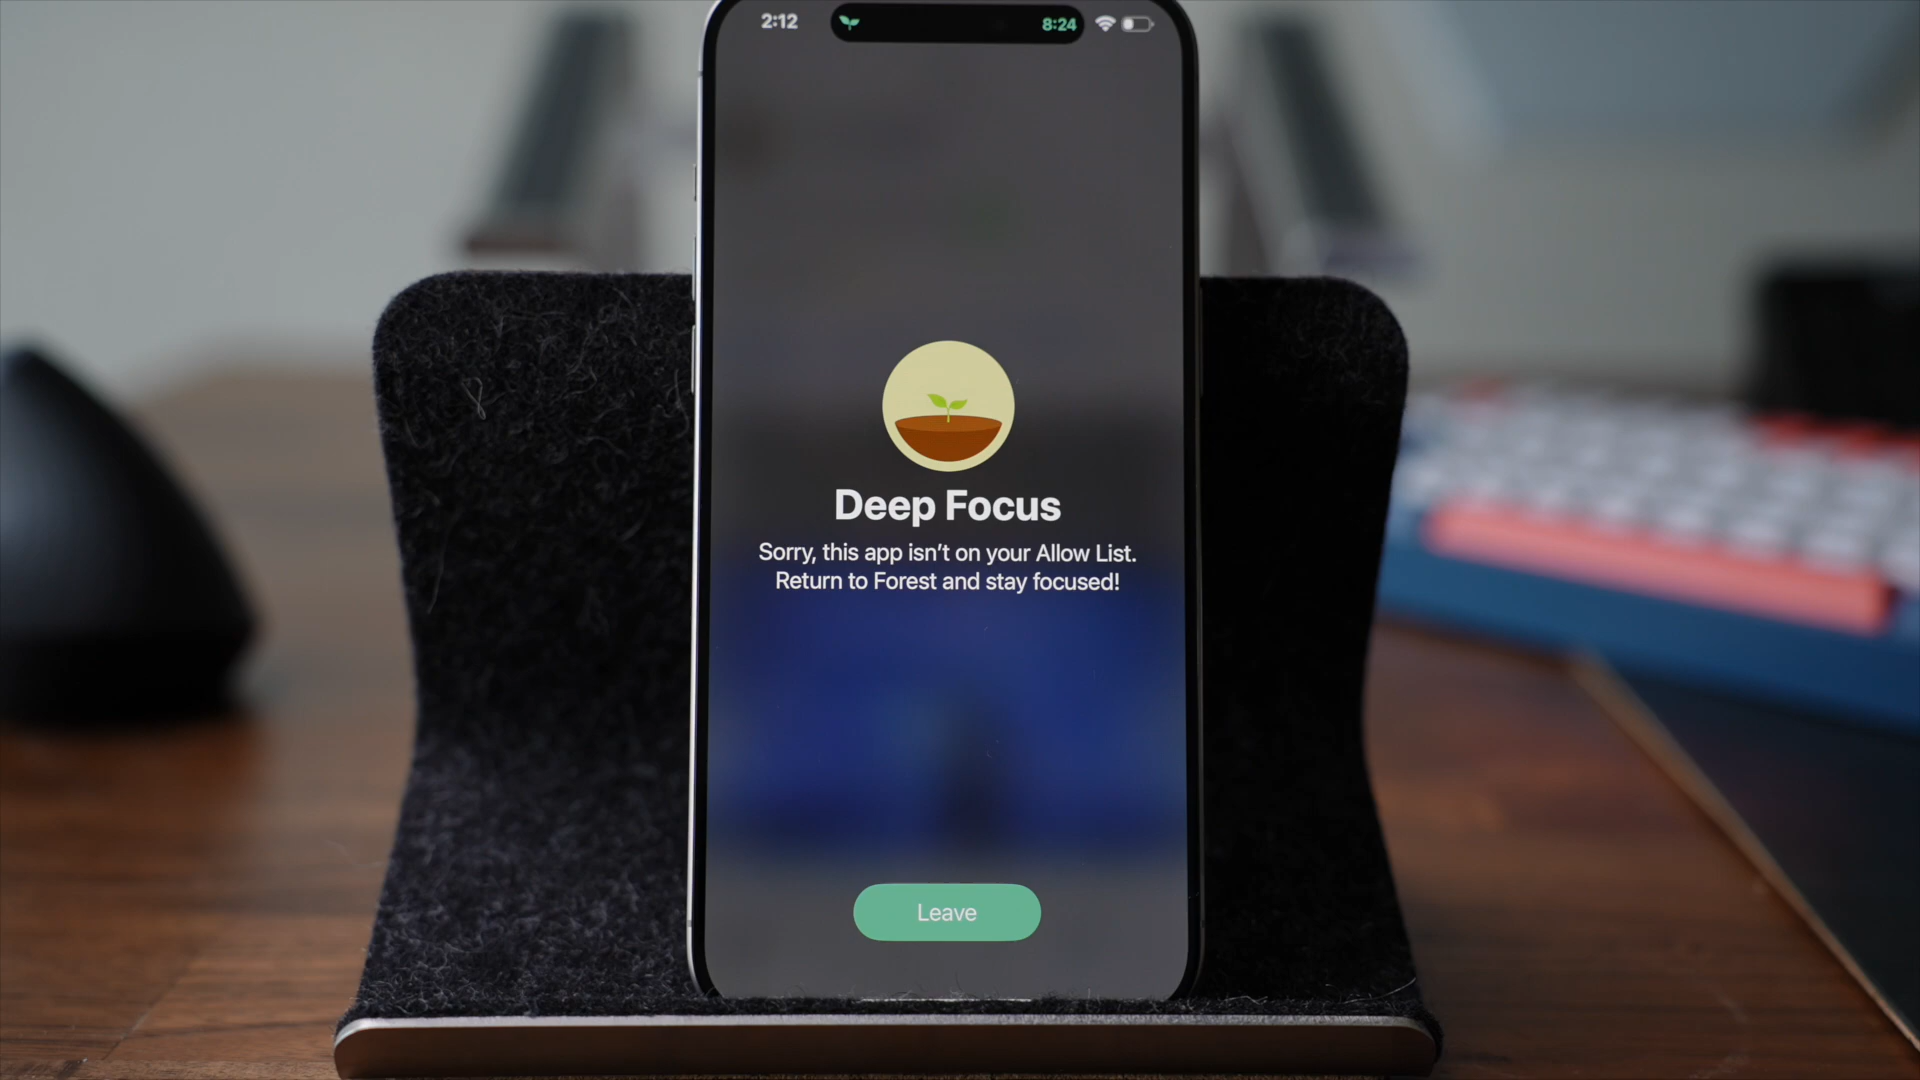 2:12 8:24
Deep Focus
Sorry, this app isn't on your Allow List.
Return to Forest and stay focused!
Leave